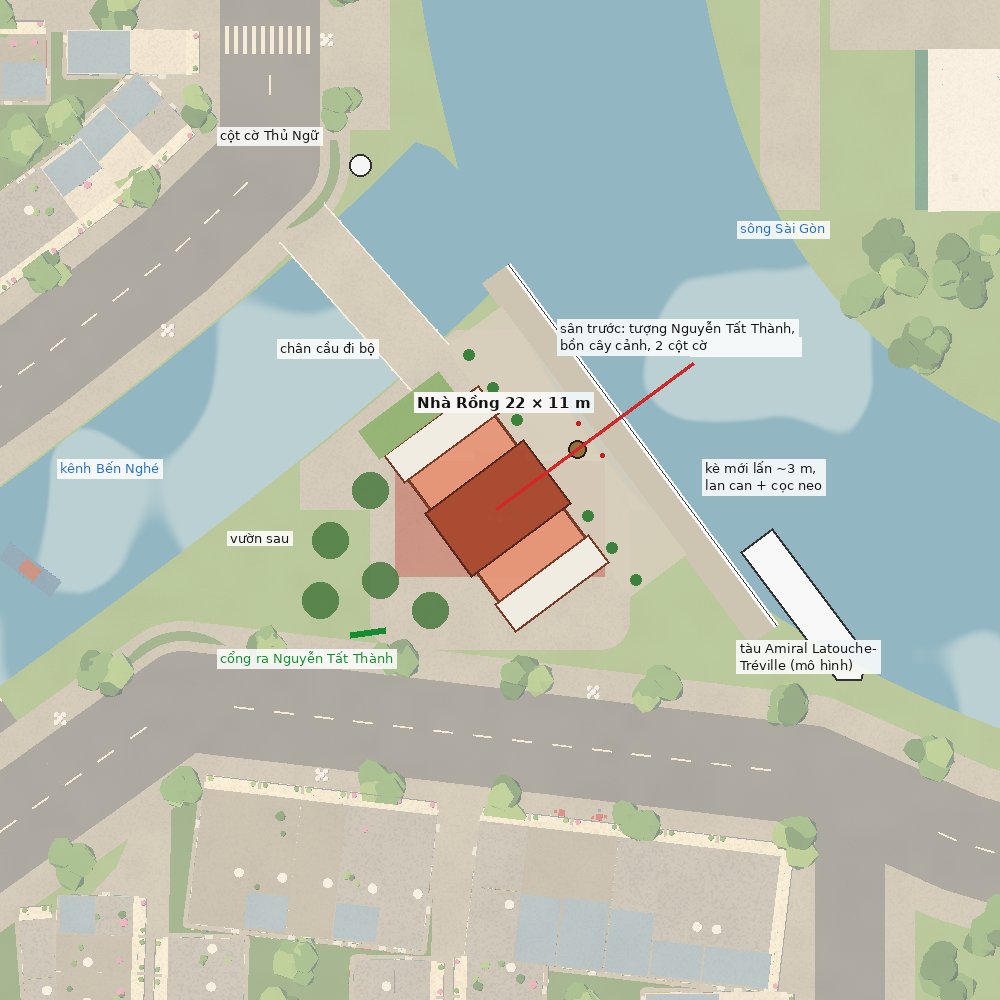 cột cờ Thủ Ngữ
sông Sài Gòn
sân trước: tượng Nguyễn Tất Thành,
bồn cây cảnh, 2 cột cờ
chân cầu đi bộ
Nhà Rồng 22 × 11 m
kênh Bến Nghé
kè mới lấn ~3 m,
lan can + cọc neo
vườn sau
cổng ra Nguyễn Tất Thành
tàu Amiral Latouche-
Tréville (mô hình)